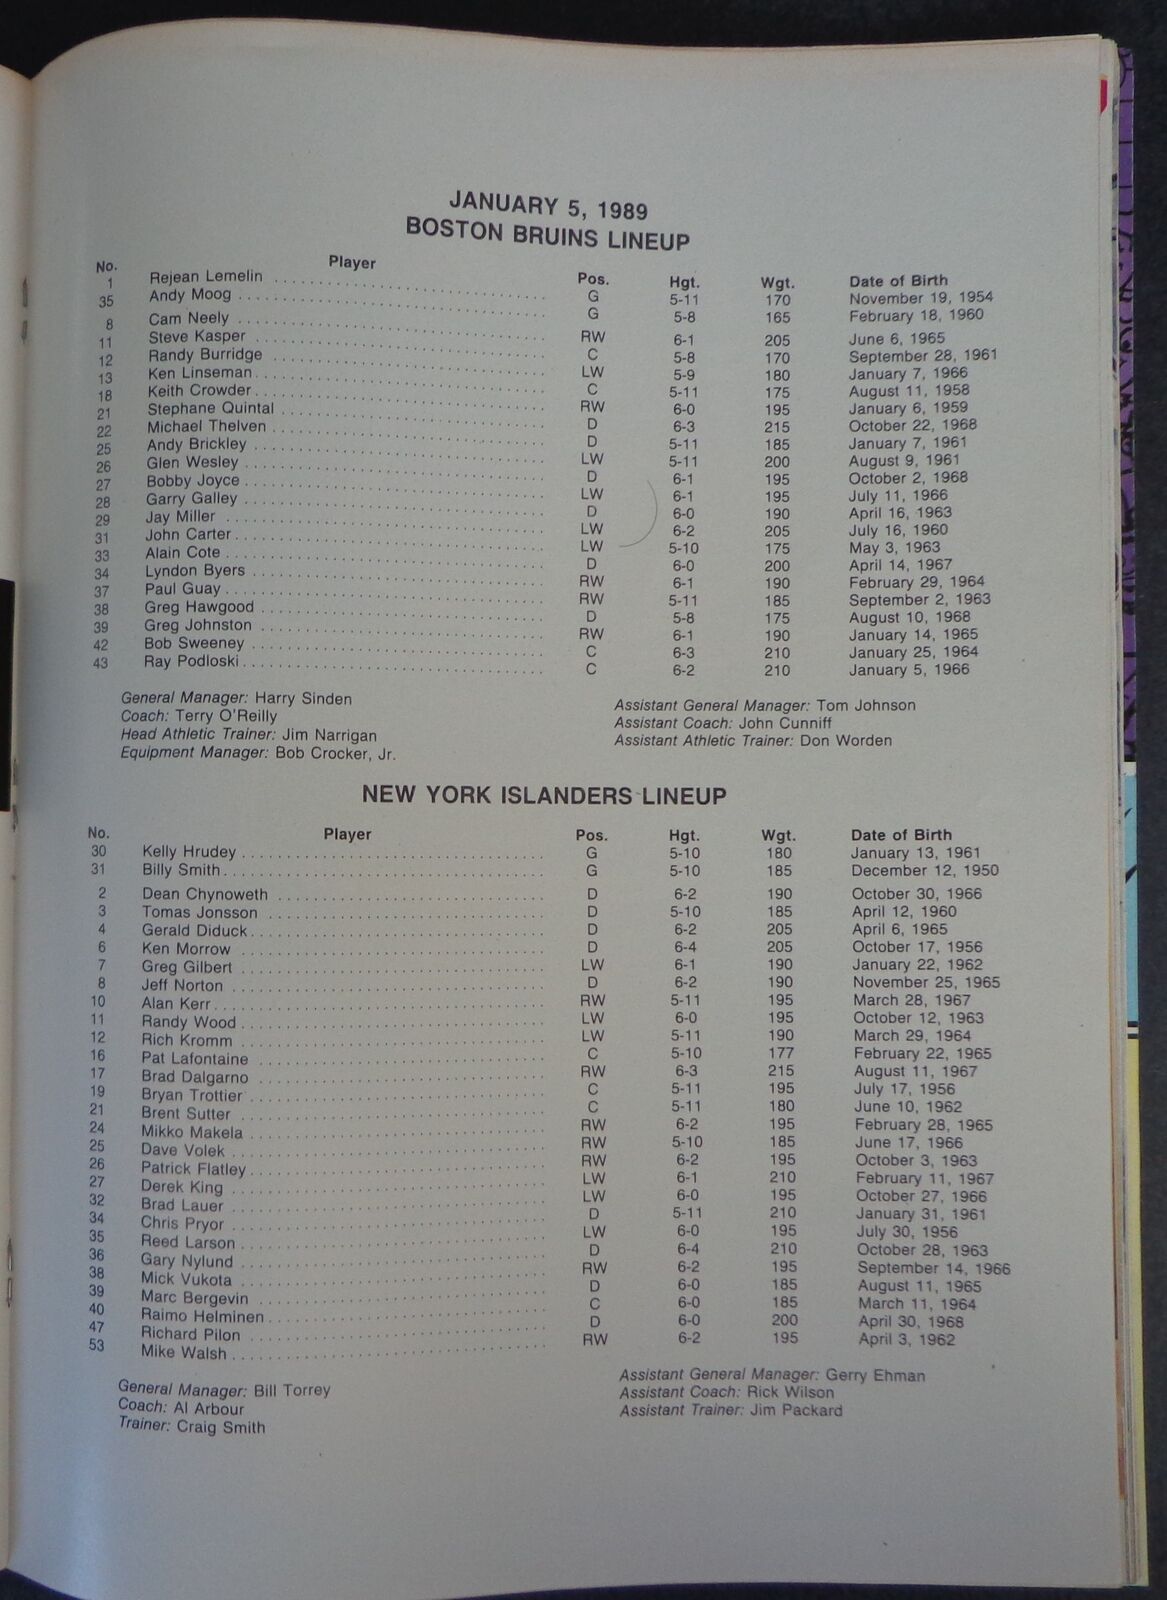 JANUARY 5, 1989
BOSTON BRUINS LINEUP
No. Player Pos. Hgt. Wgt. Date of Birth
1 Rejean Lemelin G 5-11 170 November 19, 1954
35 Andy Moog G 5-8 165 February 18, 1960
8 Cam Neely RW 6-1 205 June 6, 1965
11 Steve Kasper C 5-8 170 September 28, 1961
12 Randy Burridge LW 5-9 180 January 7, 1966
13 Ken Linseman C 5-11 175 August 11, 1958
18 Keith Crowder RW 6-0 195 January 6, 1959
21 Stephane Quintal D 6-3 215 October 22, 1968
22 Michael Thelven D 5-11 185 January 7, 1961
25 Andy Brickley LW 5-11 200 August 9, 1961
26 Glen Wesley D 6-1 195 October 2, 1968
27 Bobby Joyce LW 6-1 195 July 11, 1966
28 Garry Galley D 6-0 190 April 16, 1963
29 Jay Miller LW 6-2 205 July 16, 1960
31 John Carter LW 5-10 175 May 3, 1963
33 Alain Cote D 6-0 200 April 14, 1967
34 Lyndon Byers RW 6-1 190 February 29, 1964
37 Paul Guay RW 5-11 185 September 2, 1963
38 Greg Hawgood D 5-8 175 August 10, 1968
39 Greg Johnston RW 6-1 190 January 14, 1965
42 Bob Sweeney C 6-3 210 January 25, 1964
43 Ray Podloski C 6-2 210 January 5, 1966
General Manager: Harry Sinden Assistant General Manager: Tom Johnson
Coach: Terry O'Reilly Assistant Coach: John Cunniff
Head Athletic Trainer: Jim Narrigan Assistant Athletic Trainer: Don Worden
Equipment Manager: Bob Crocker, Jr.
NEW YORK ISLANDERS LINEUP
No. Player Pos. Hgt. Wgt. Date of Birth
30 Kelly Hrudey G 5-10 180 January 13, 1961
31 Billy Smith G 5-10 185 December 12, 1950
2 Dean Chynoweth D 6-2 190 October 30, 1966
3 Tomas Jonsson D 5-10 185 April 12, 1960
4 Gerald Diduck D 6-2 205 April 6, 1965
6 Ken Morrow D 6-4 205 October 17, 1956
7 Greg Gilbert LW 6-1 190 January 22, 1962
8 Jeff Norton D 6-2 190 November 25, 1965
10 Alan Kerr RW 5-11 195 March 28, 1967
11 Randy Wood LW 6-0 195 October 12, 1963
12 Rich Kromm LW 5-11 190 March 29, 1964
16 Pat Lafontaine C 5-10 177 February 22, 1965
17 Brad Dalgarno RW 6-3 215 August 11, 1967
19 Bryan Trottier C 5-11 195 July 17, 1956
21 Brent Sutter C 5-11 180 June 10, 1962
24 Mikko Makela RW 6-2 195 February 28, 1965
25 Dave Volek RW 5-10 185 June 17, 1966
26 Patrick Flatley RW 6-2 195 October 3, 1963
27 Derek King LW 6-1 210 February 11, 1967
32 Brad Lauer LW 6-0 195 October 27, 1966
34 Chris Pryor D 5-11 210 January 31, 1961
35 Reed Larson LW 6-0 195 July 30, 1956
36 Gary Nylund D 6-4 210 October 28, 1963
38 Mick Vukota RW 6-2 195 September 14, 1966
39 Marc Bergevin D 6-0 185 August 11, 1965
40 Raimo Helminen C 6-0 185 March 11, 1964
47 Richard Pilon D 6-0 200 April 30, 1968
53 Mike Walsh RW 6-2 195 April 3, 1962
General Manager: Bill Torrey Assistant General Manager: Gerry Ehman
Coach: Al Arbour Assistant Coach: Rick Wilson
Trainer: Craig Smith Assistant Trainer: Jim Packard